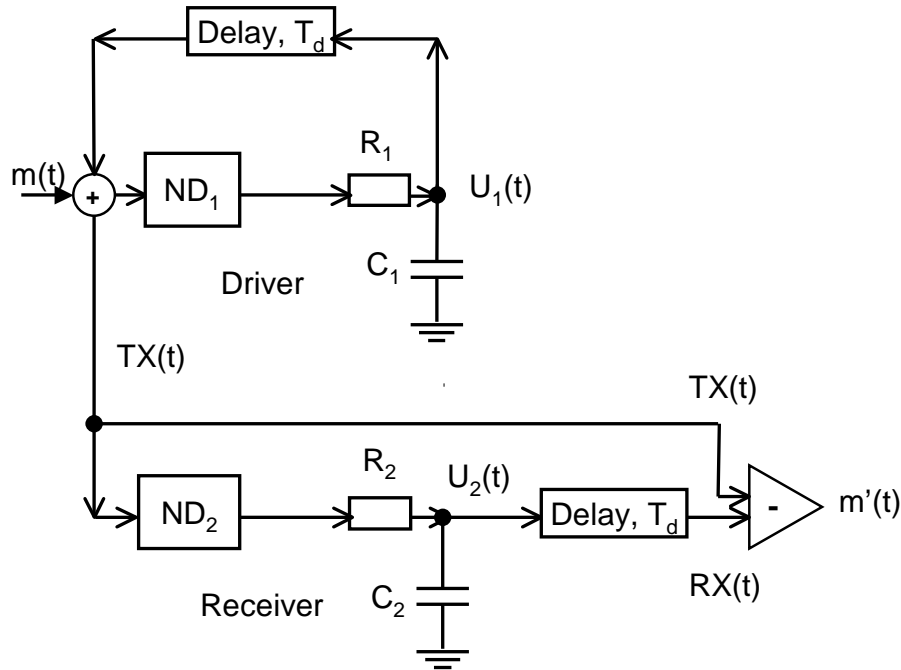 Delay, T_d
R_1
m(t)
+
ND_1
U_1(t)
C_1
Driver
TX(t)
TX(t)
R_2
U_2(t)
ND_2
Delay, T_d
-
m'(t)
C_2
RX(t)
Receiver